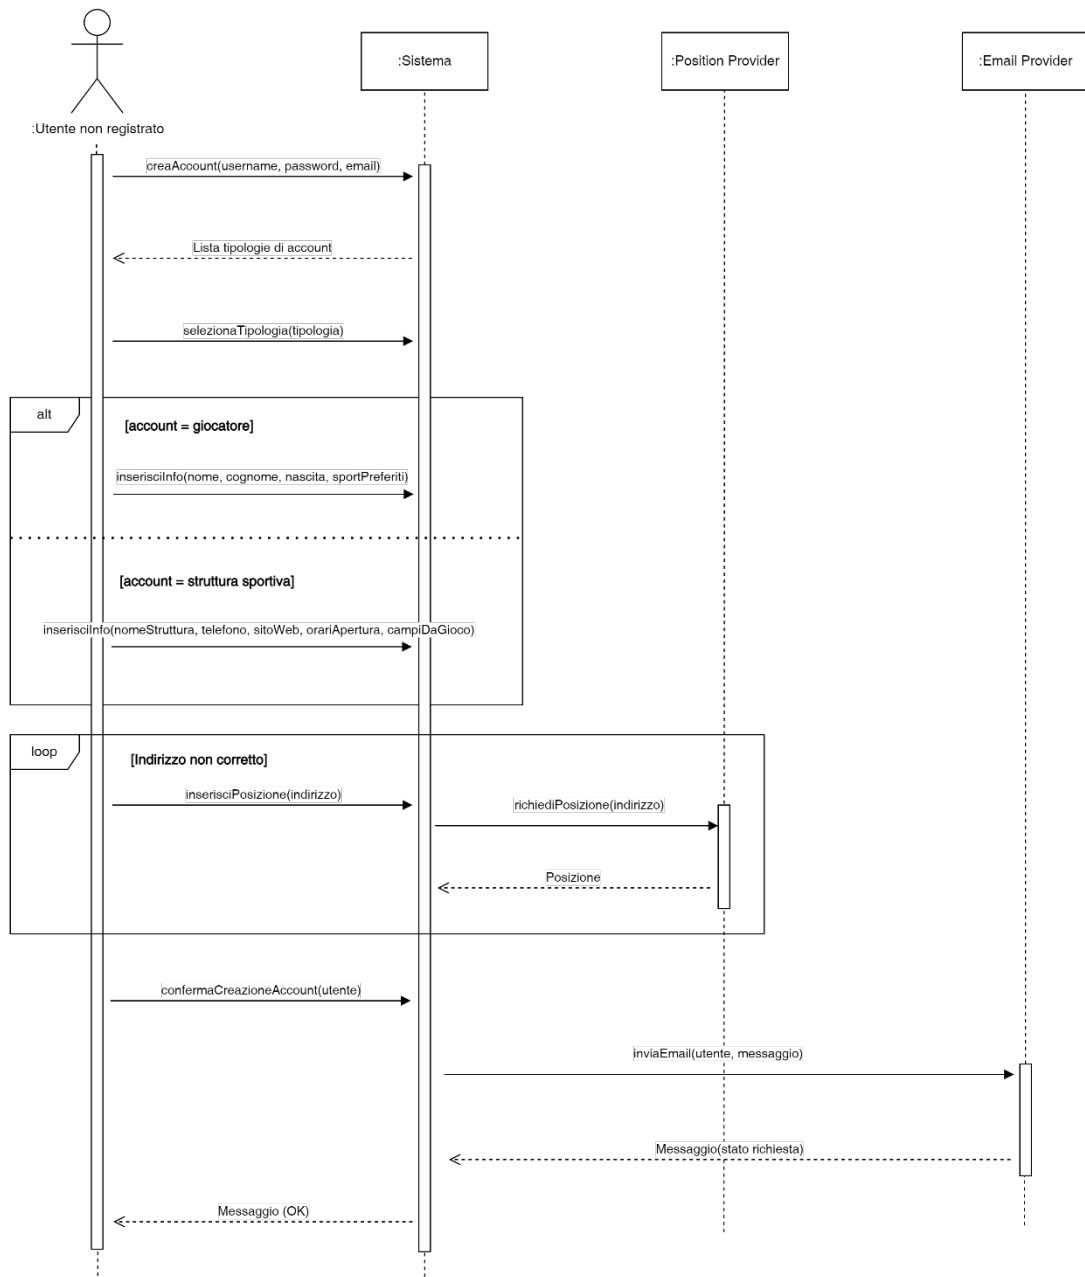 :Utente non registrato
:Sistema
:Position Provider
:Email Provider
creaAccount(username, password, email)
Lista tipologie di account
selezionaTipologia(tipologia)
alt
[account = giocatore]
inserisciInfo(nome, cognome, nascita, sportPreferiti)
[account = struttura sportiva]
inserisciInfo(nomeStruttura, telefono, sitoWeb, orariApertura, campiDaGioco)
loop
[Indirizzo non corretto]
inserisciPosizione(indirizzo)
richiediPosizione(indirizzo)
Posizione
confermaCreazioneAccount(utente)
inviaEmail(utente, messaggio)
Messaggio(stato richiesta)
Messaggio (OK)